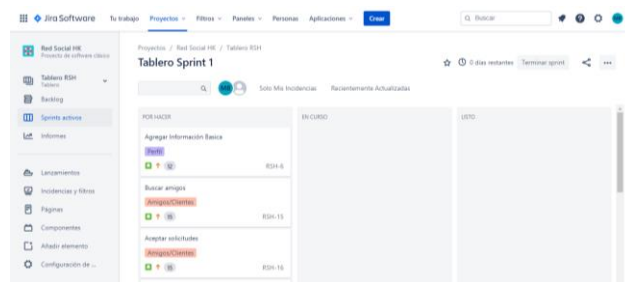 Jira Software Tu trabajo Proyectos Filtros Paneles Personas Aplicaciones Crear Buscar
Red Social HK
Proyecto de software clásico
Tablero RSH
Tablero
Backlog
Sprints activos
Informes
Lanzamientos
Incidencias y filtros
Páginas
Componentes
Añadir elemento
Configuración de ...
Proyectos / Red Social HK / Tablero RSH
Tablero Sprint 1
0 días restantes Terminar sprint
Solo Mis Incidencias Recientemente Actualizadas
POR HACER EN CURSO LISTO
Agregar Información Basica
Perfil
RSH-6
Buscar amigos
Amigos/Clientes
RSH-15
Aceptar solicitudes
Amigos/Clientes
RSH-16